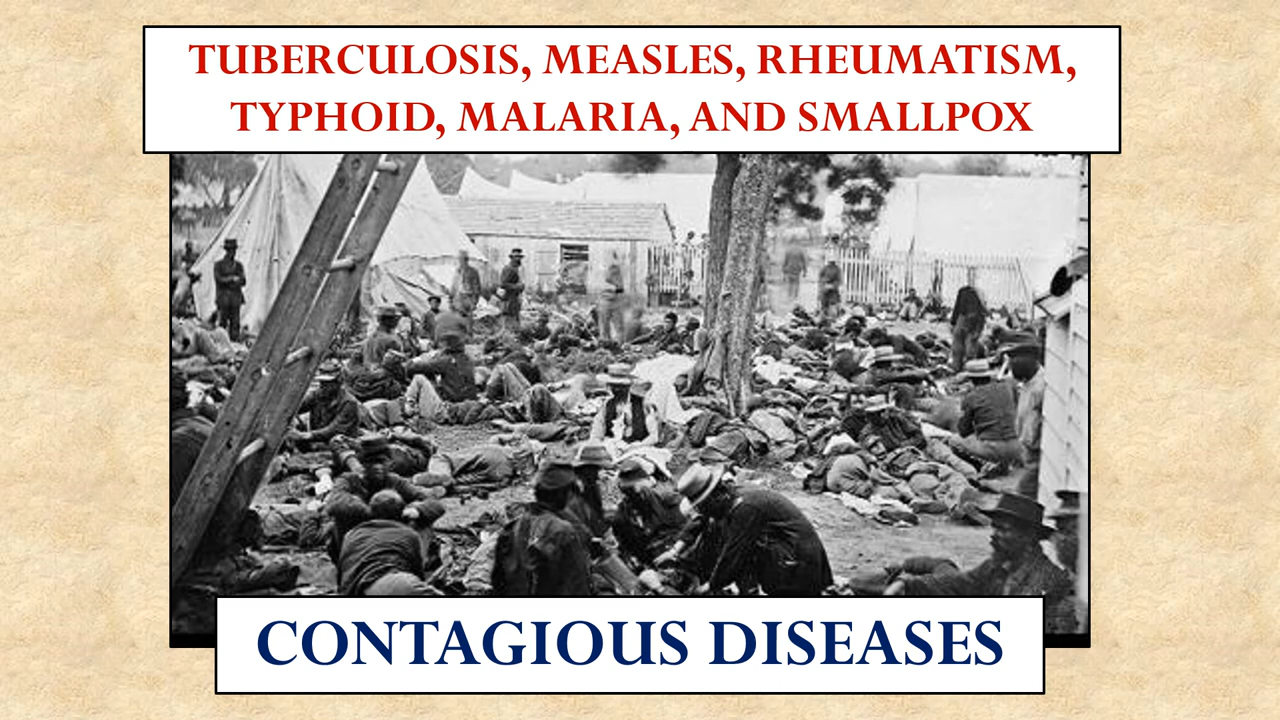 TUBERCULOSIS, MEASLES, RHEUMATISM,
TYPHOID, MALARIA, AND SMALLPOX
CONTAGIOUS DISEASES